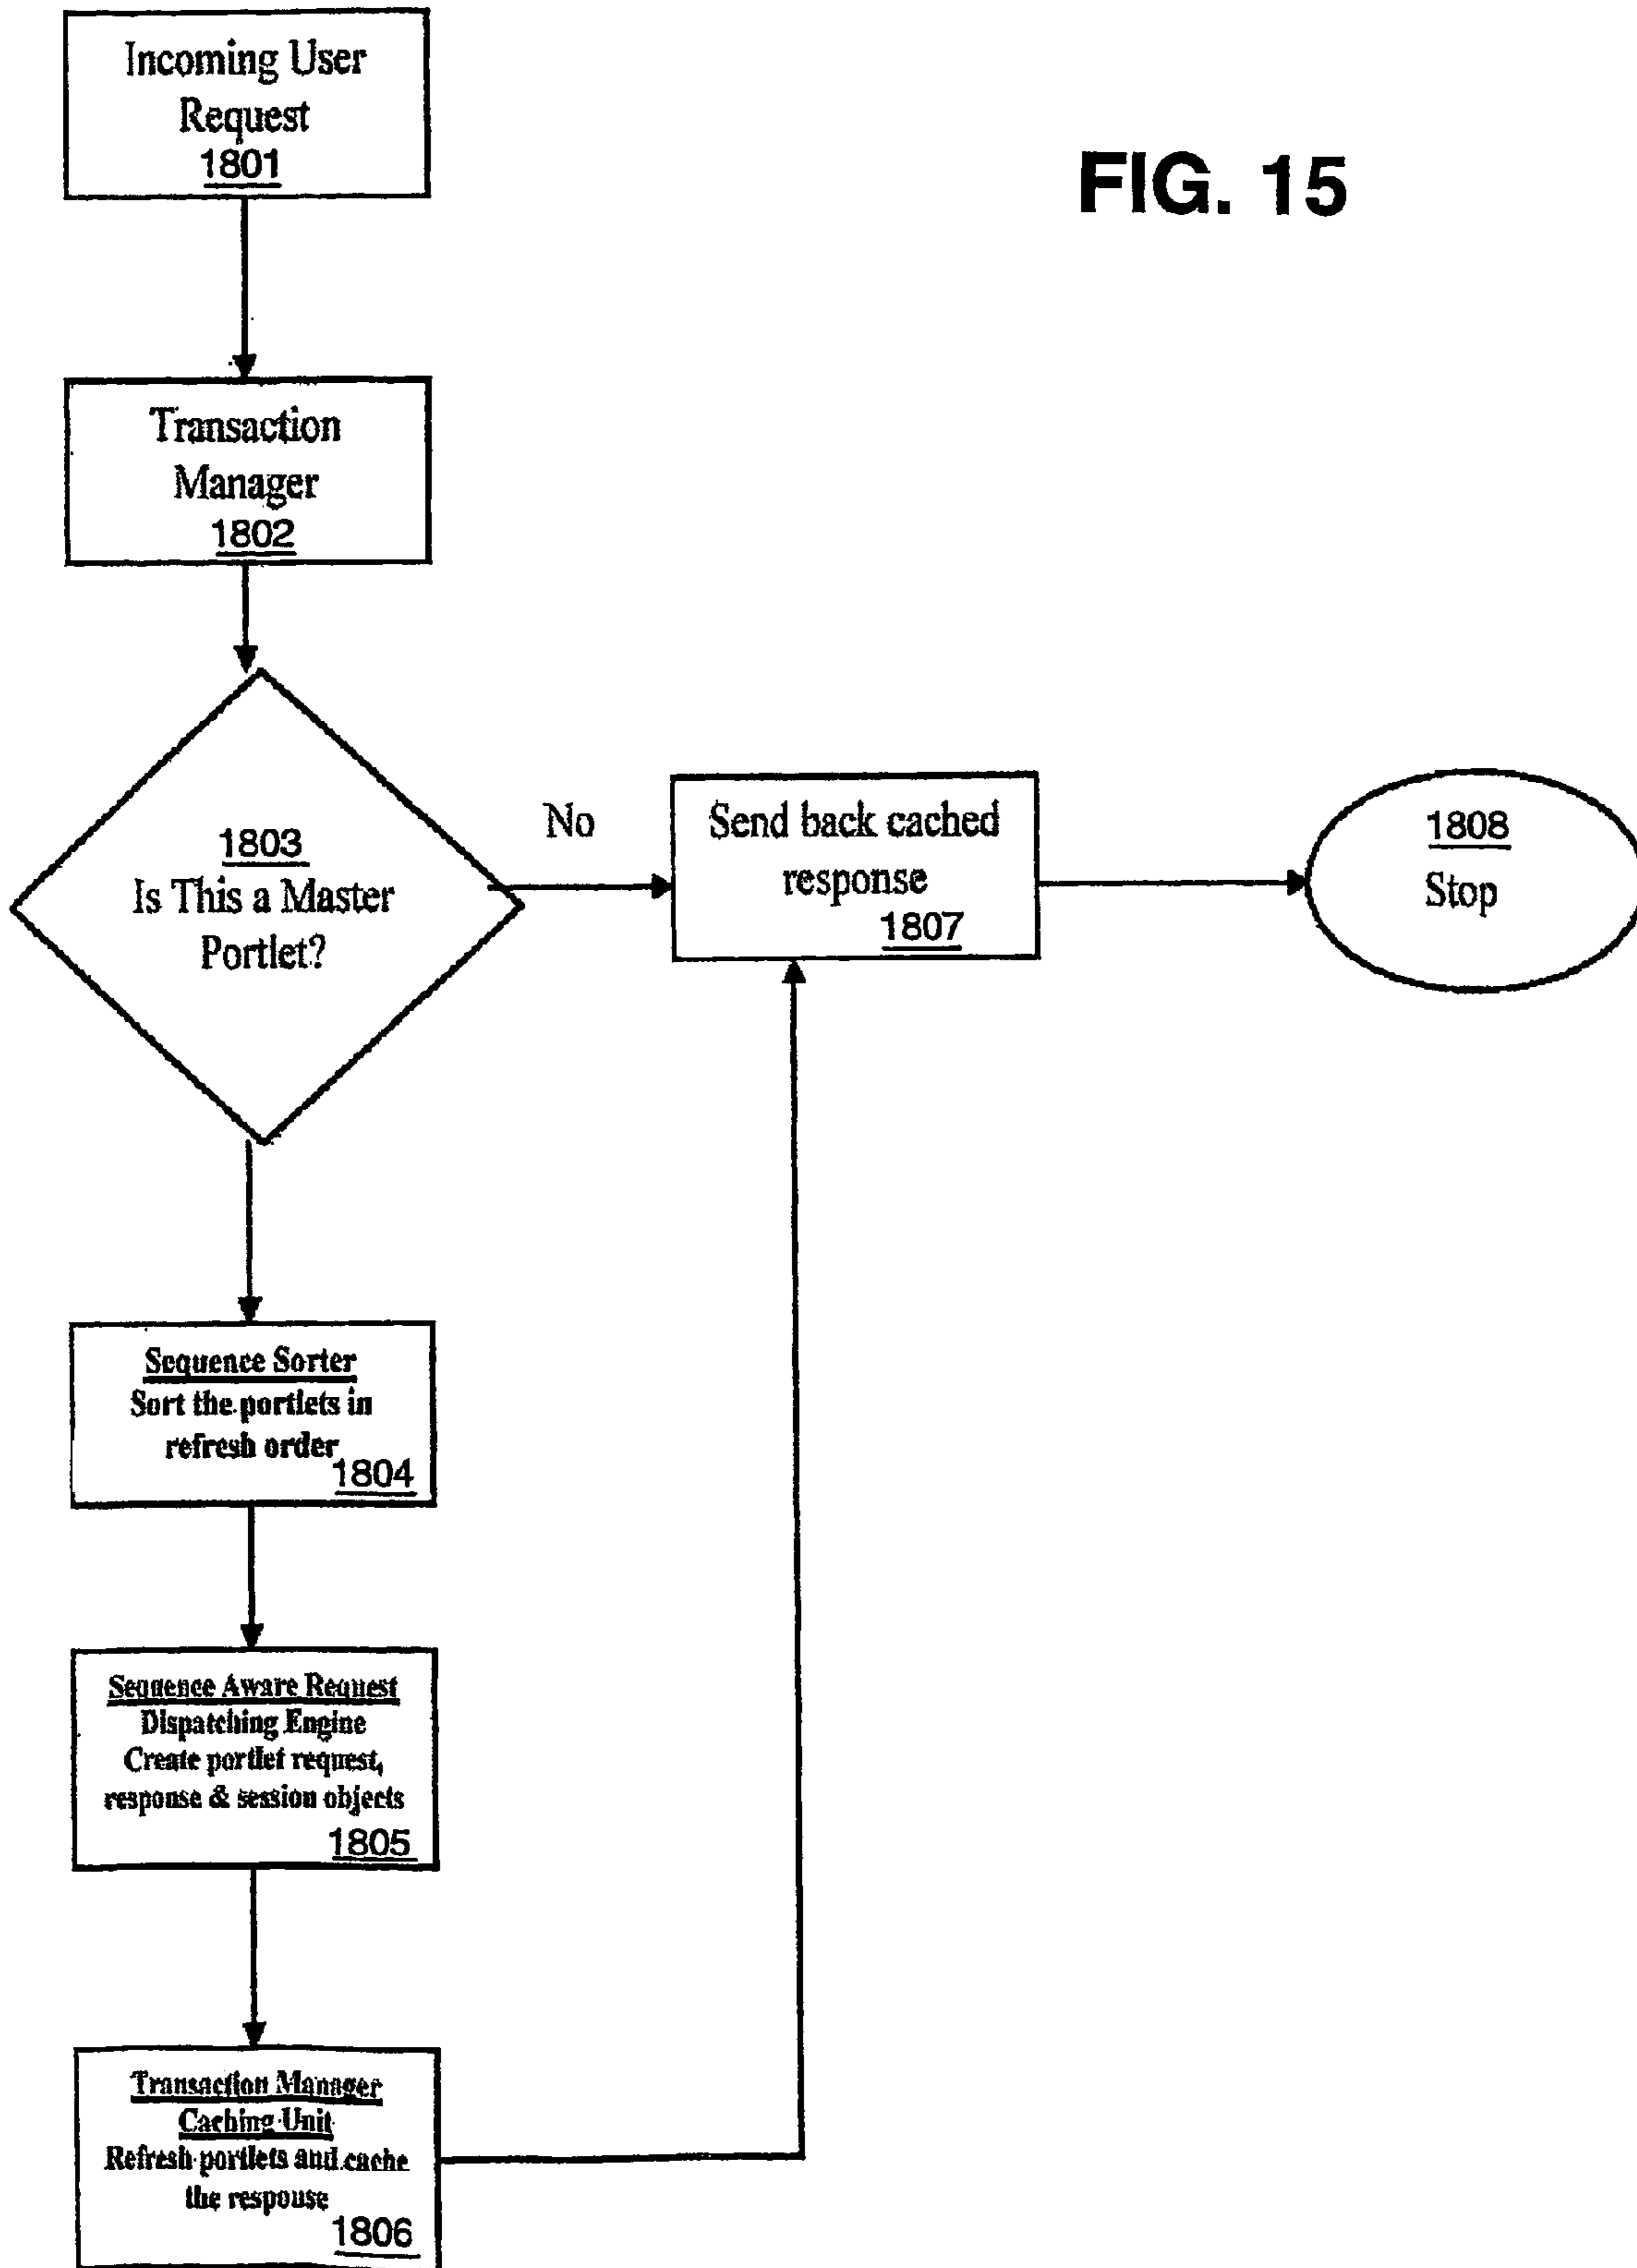 Incoming User
Request
1801
FIG. 15
Transaction
Manager
1802
1803
Is This a Master
Portlet?
No
Send back cached
response
1807
1808
Stop
Sequence Sorter
Sort the portlets in
refresh order
1804
Sequence Aware Request
Dispatching Engine
Create portlet request,
response & session objects
1805
Transaction Manager
Caching Unit
Refresh portlets and cache
the response
1806